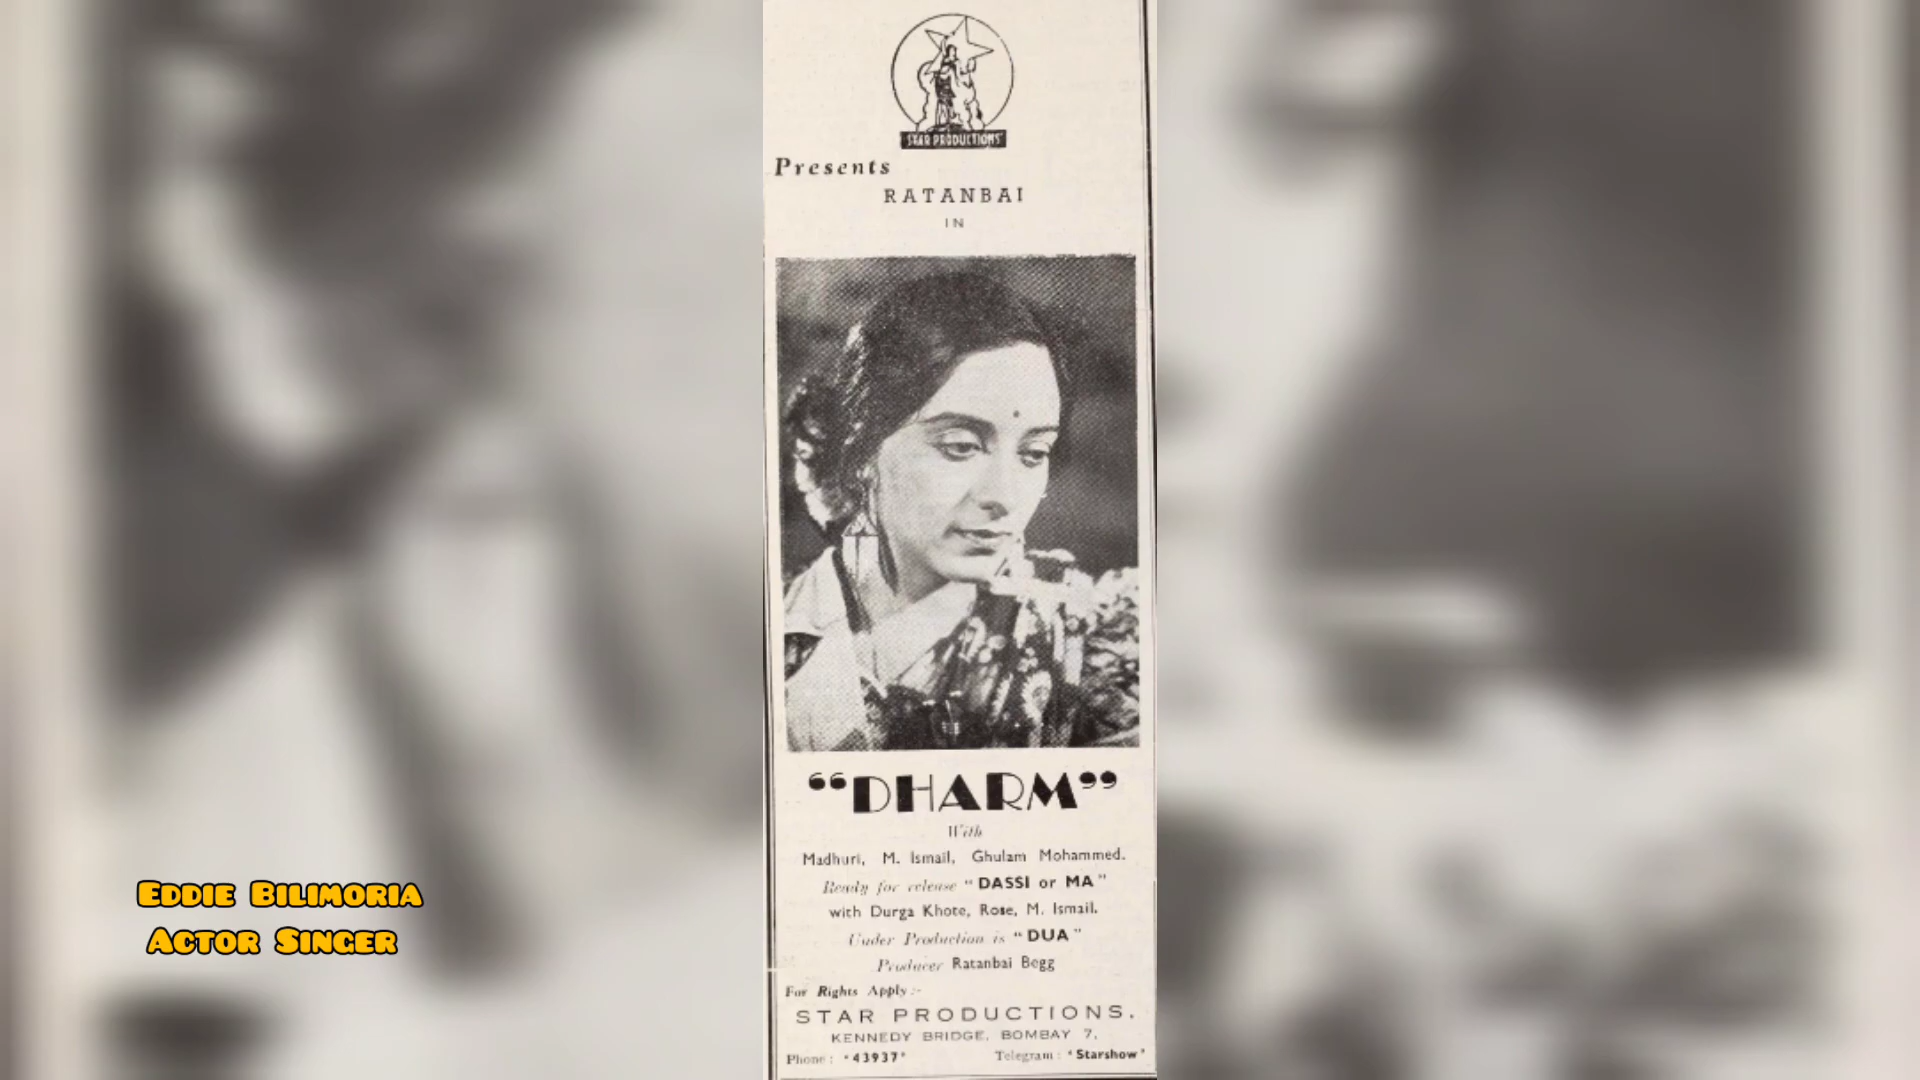 STAR PRODUCTIONS
Presents
RATANBAI
IN
“DHARM”
With
Madhuri, M. Ismail, Ghulam Mohammed.
Ready for release “DASSI or MA”
with Durga Khote, Rose, M. Ismail.
Under Production is “DUA”
Producer Ratanbai Begg
For Rights Apply :-
STAR PRODUCTIONS.
KENNEDY BRIDGE, BOMBAY 7,
Phone : ‘43937’ Telegram : ‘Starshow’
EDDIE BILIMORIA
ACTOR SINGER